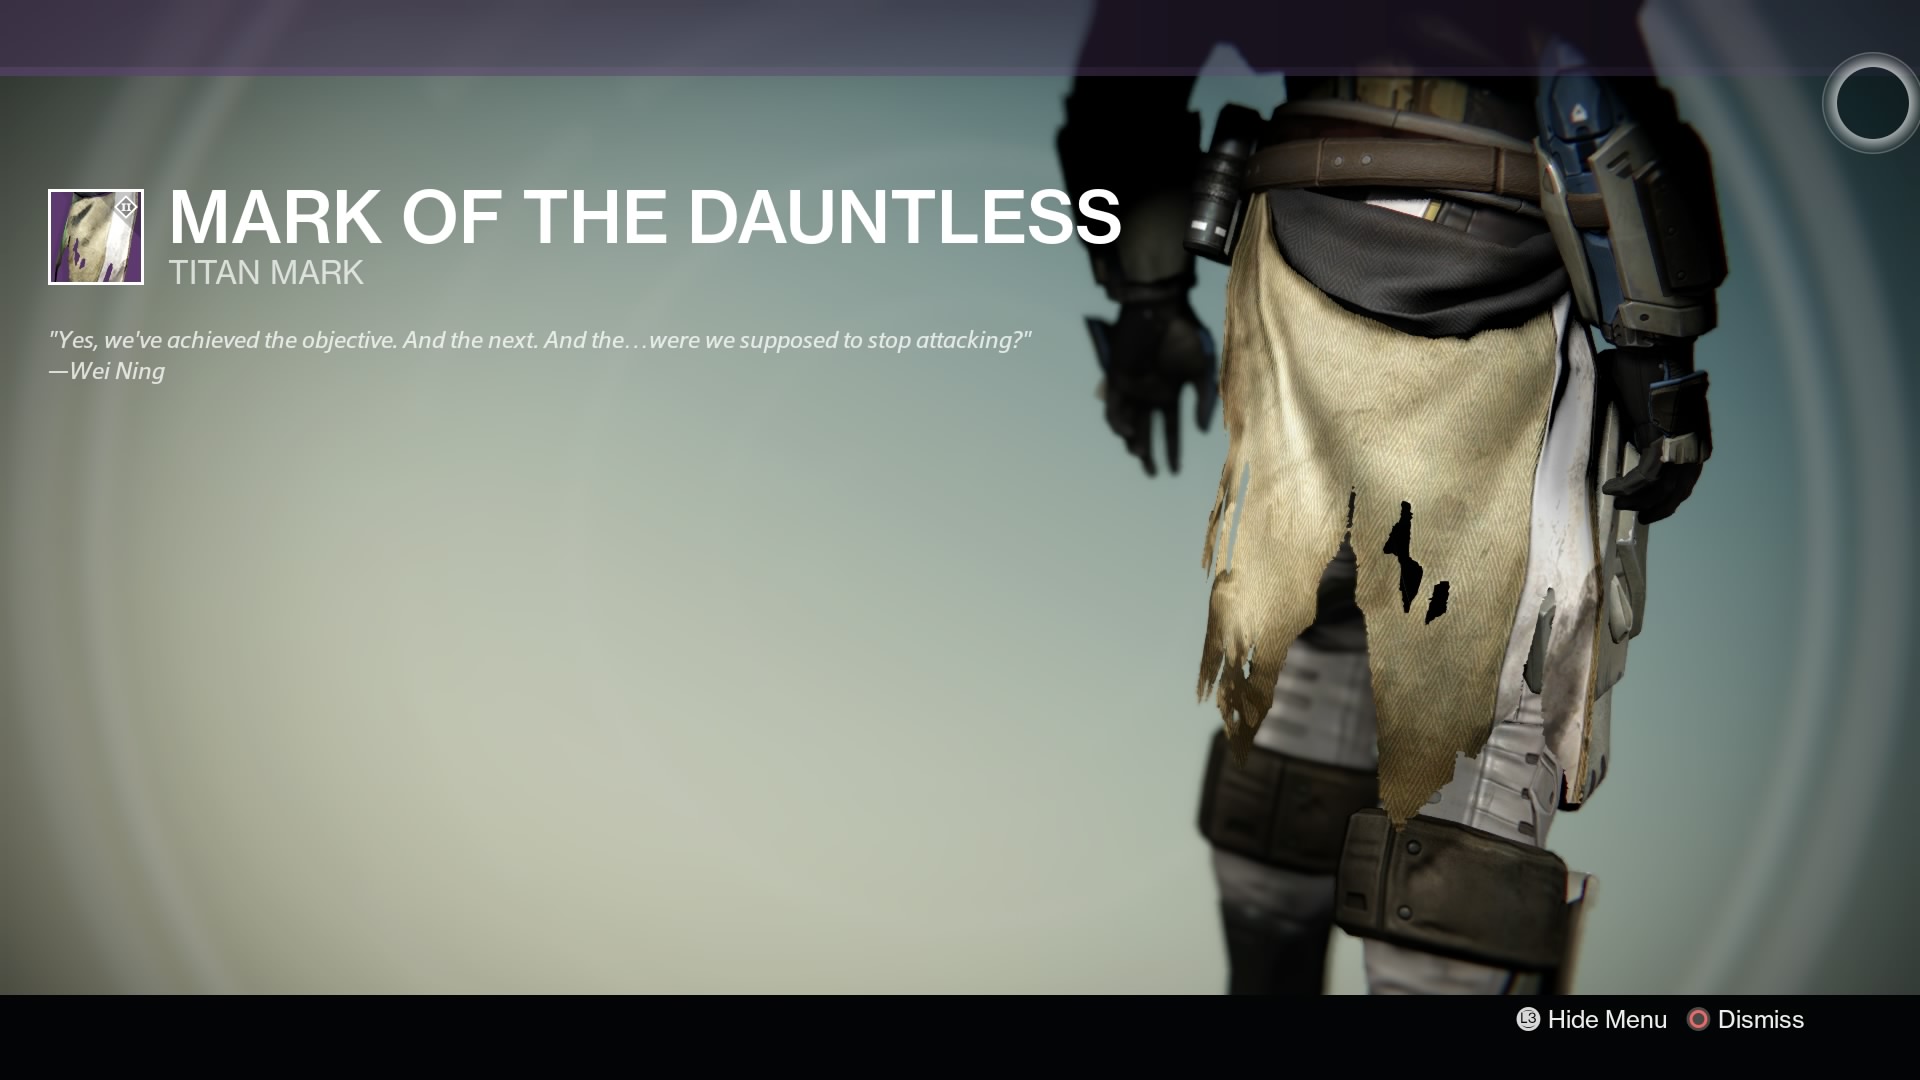 II
MARK OF THE DAUNTLESS
TITAN MARK
"Yes, we've achieved the objective. And the next. And the…were we supposed to stop attacking?"
—Wei Ning
L3 Hide Menu Dismiss